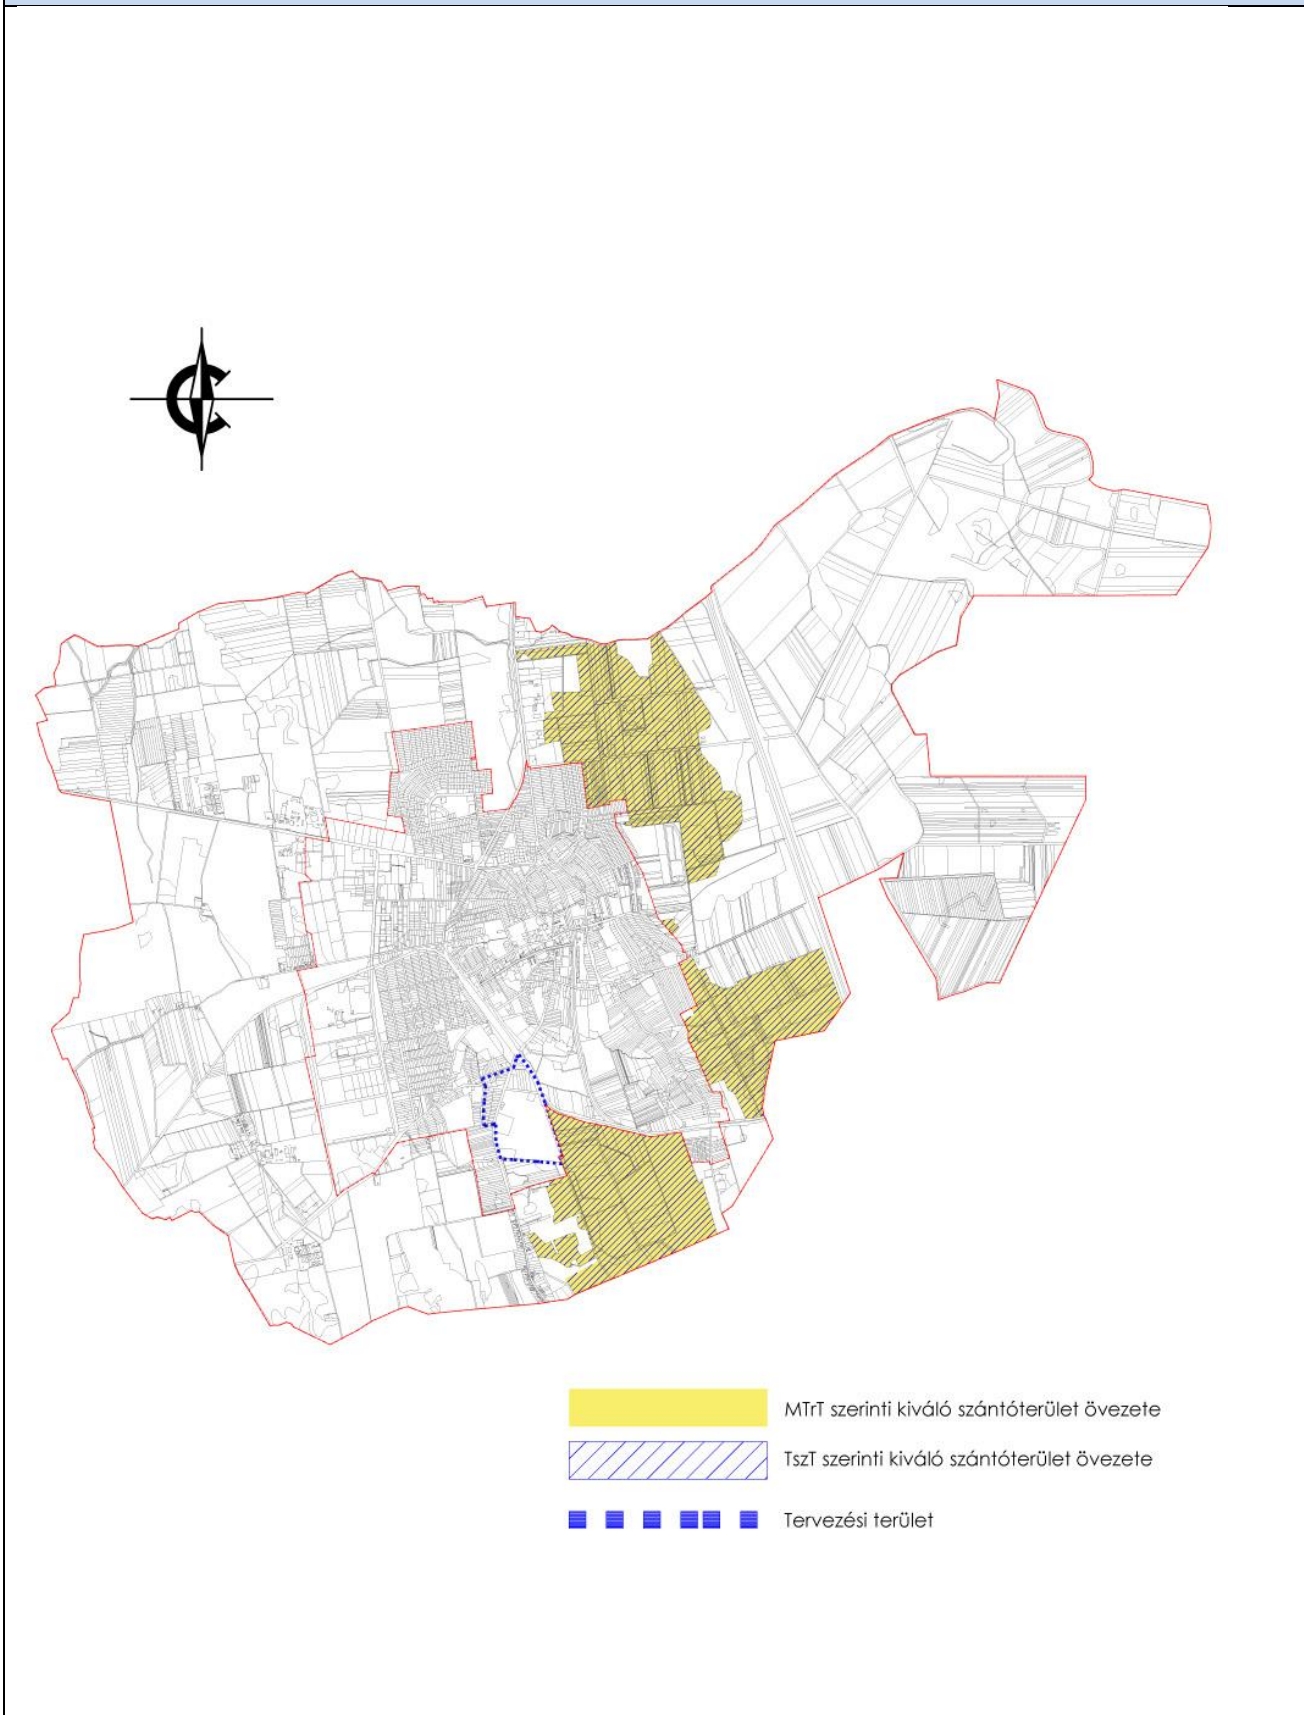 MTrT szerinti kiváló szántóterület övezete
TszT szerinti kiváló szántóterület övezete
Tervezési terület